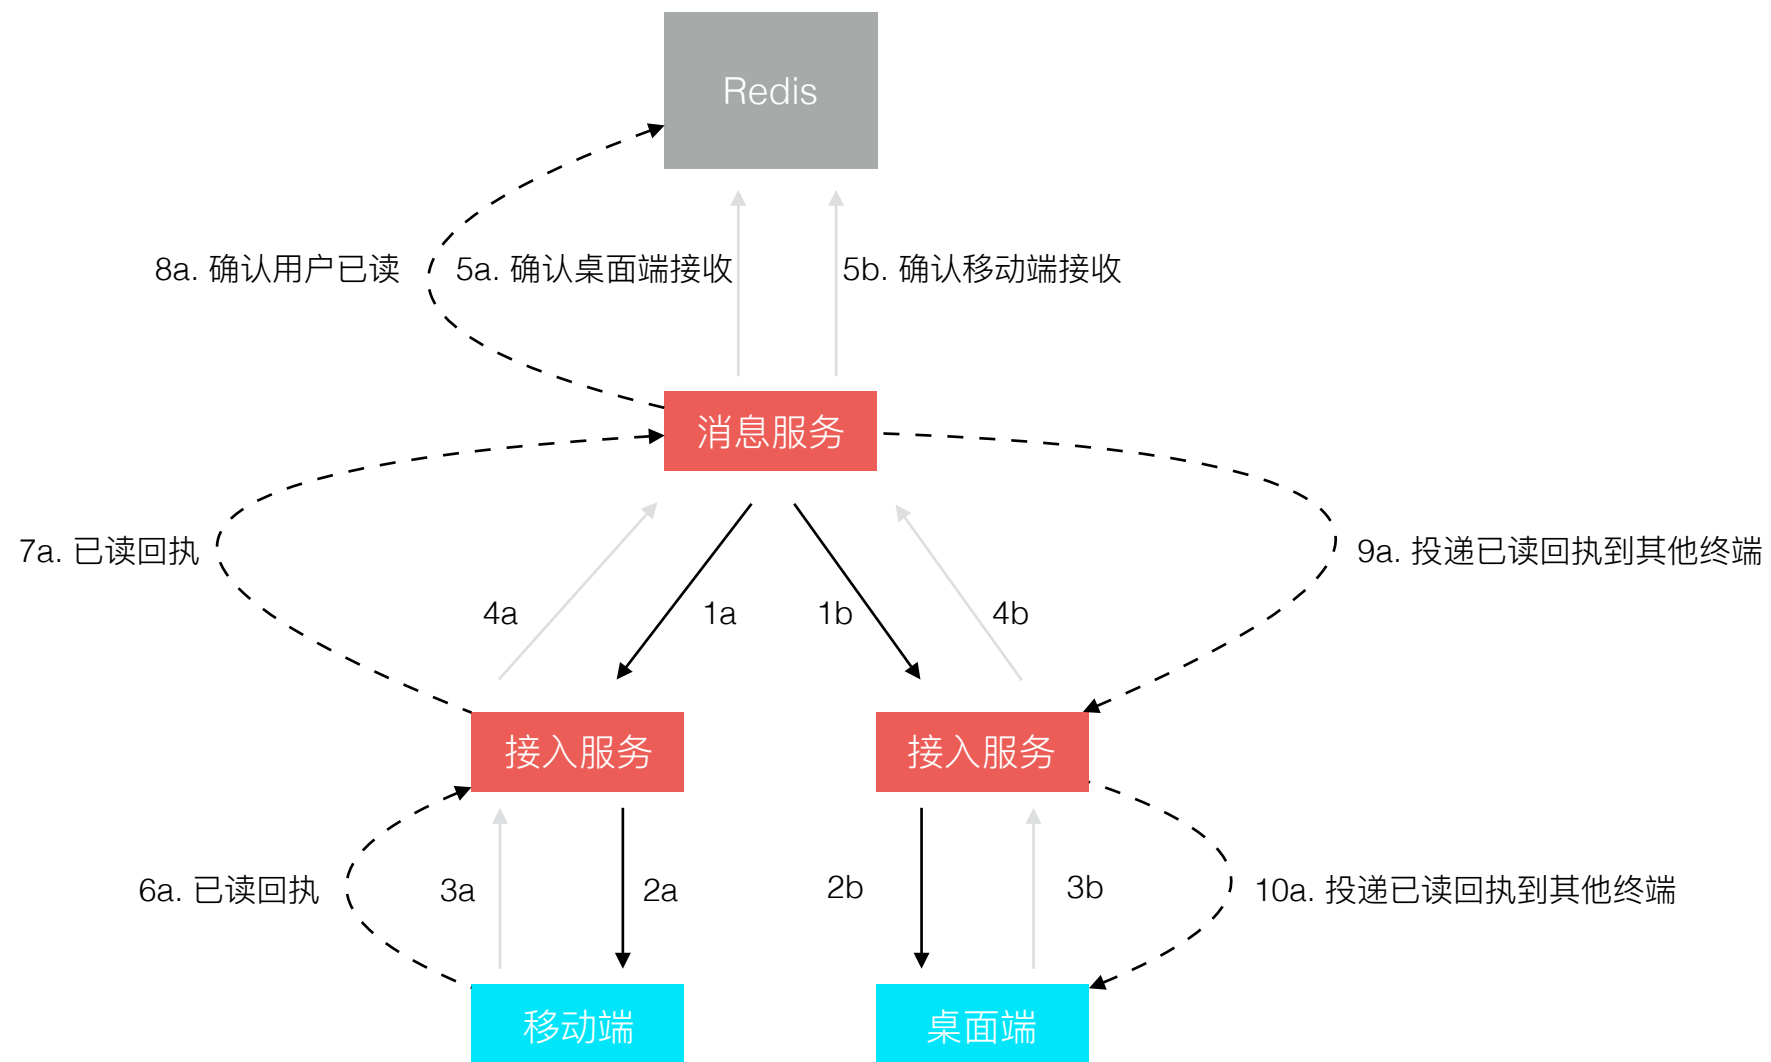 Redis
8a. 确认用户已读
5a. 确认桌面端接收
5b. 确认移动端接收
消息服务
7a. 已读回执
9a. 投递已读回执到其他终端
4a
1a
1b
4b
接入服务
接入服务
6a. 已读回执
3a
2a
2b
3b
10a. 投递已读回执到其他终端
移动端
桌面端